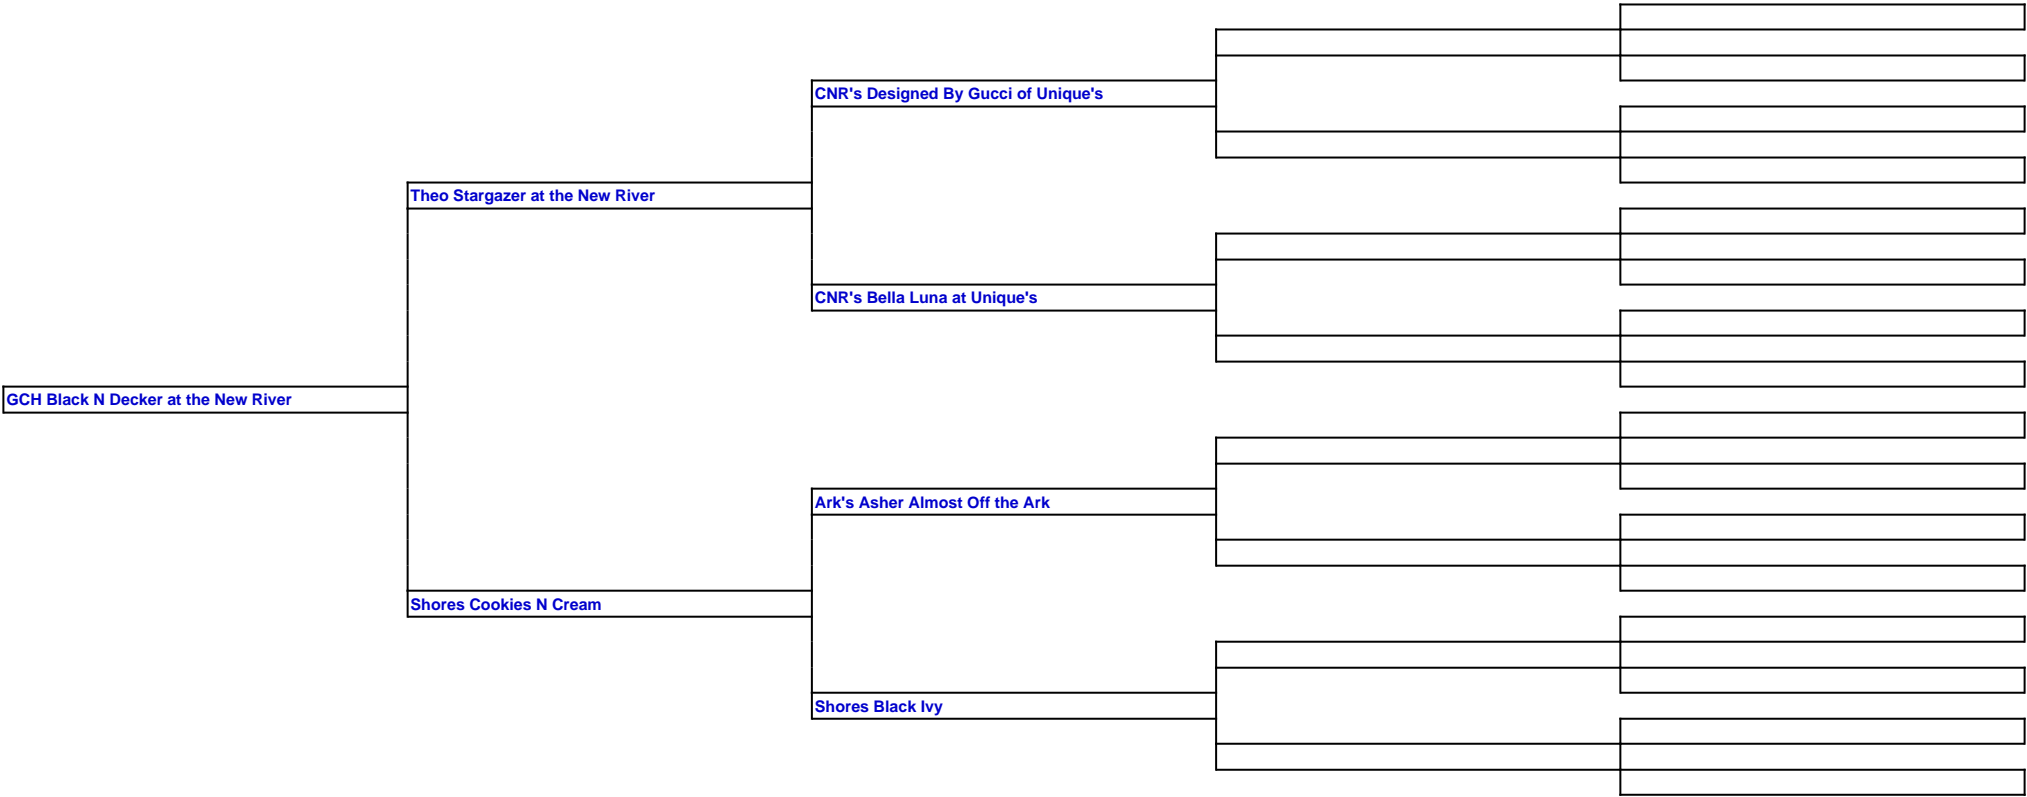 CNR's Designed By Gucci of Unique's
Theo Stargazer at the New River
CNR's Bella Luna at Unique's
GCH Black N Decker at the New River
Ark's Asher Almost Off the Ark
Shores Cookies N Cream
Shores Black Ivy